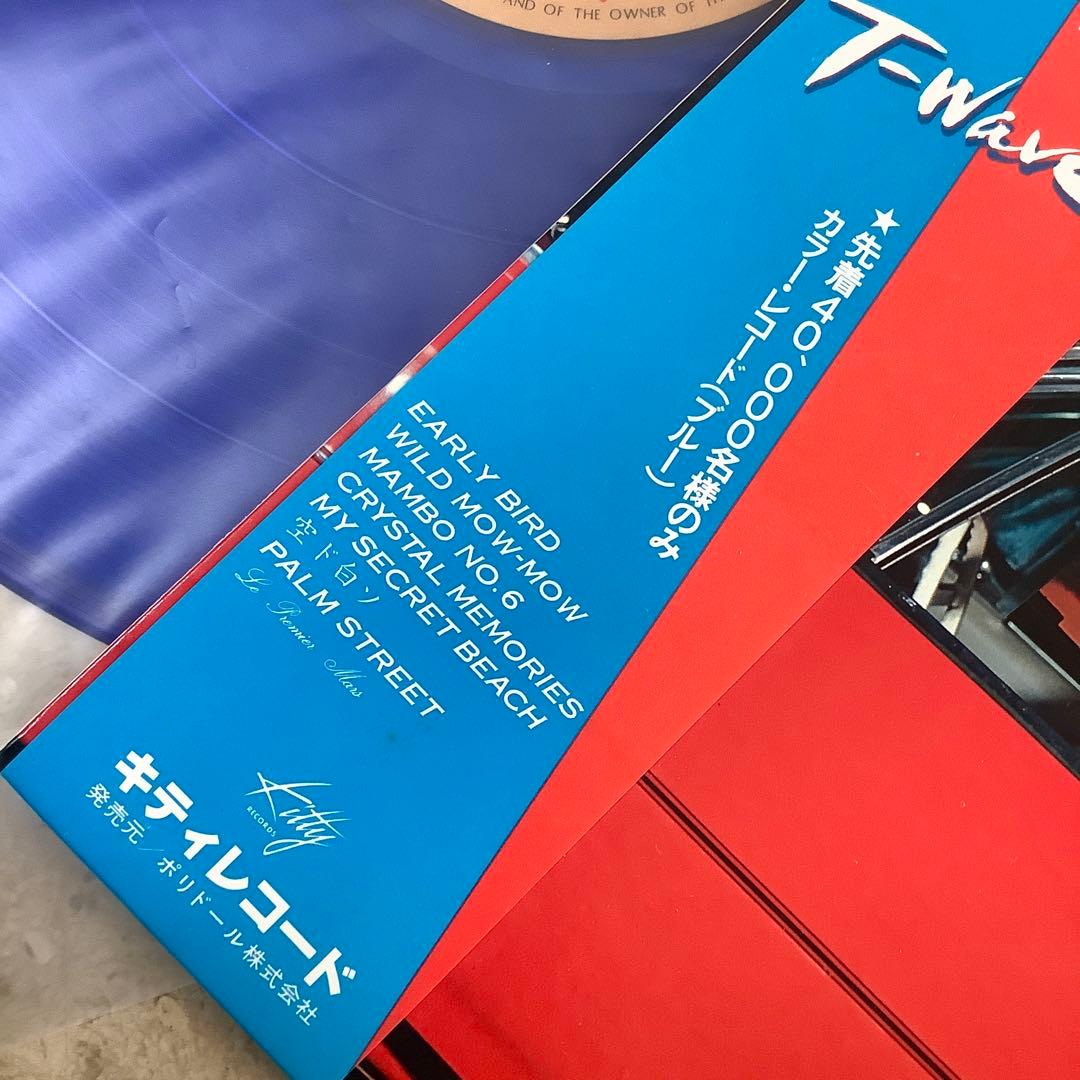 AND OF THE OWNER OF TH
T-Wave
★先着40,000名様のみ
カラー・レコード(ブルー)
EARLY BIRD
WILD MOW-MOW
MAMBO NO.6
CRYSTAL MEMORIES
MY SECRET BEACH
空ド白ソ
PALM STREET
Le Premier Mars
Kitty
RECORDS
キティレコード
発売元/ポリドール株式会社